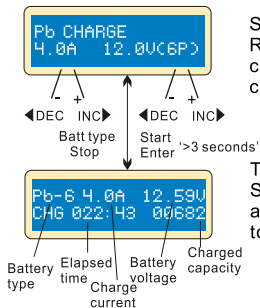 Pb CHARGE
4.0A 12.0V(6P)
- +
◀DEC INC▶
- +
◀DEC INC▶
Batt type
Stop
Start
Enter
'>3 seconds'
Pb-6 4.0A 12.59V
CHG 022:43 00682
Battery
type
Elapsed
time
Charge
current
Battery
voltage
Charged
capacity
S
R
c
c
T
S
a
to